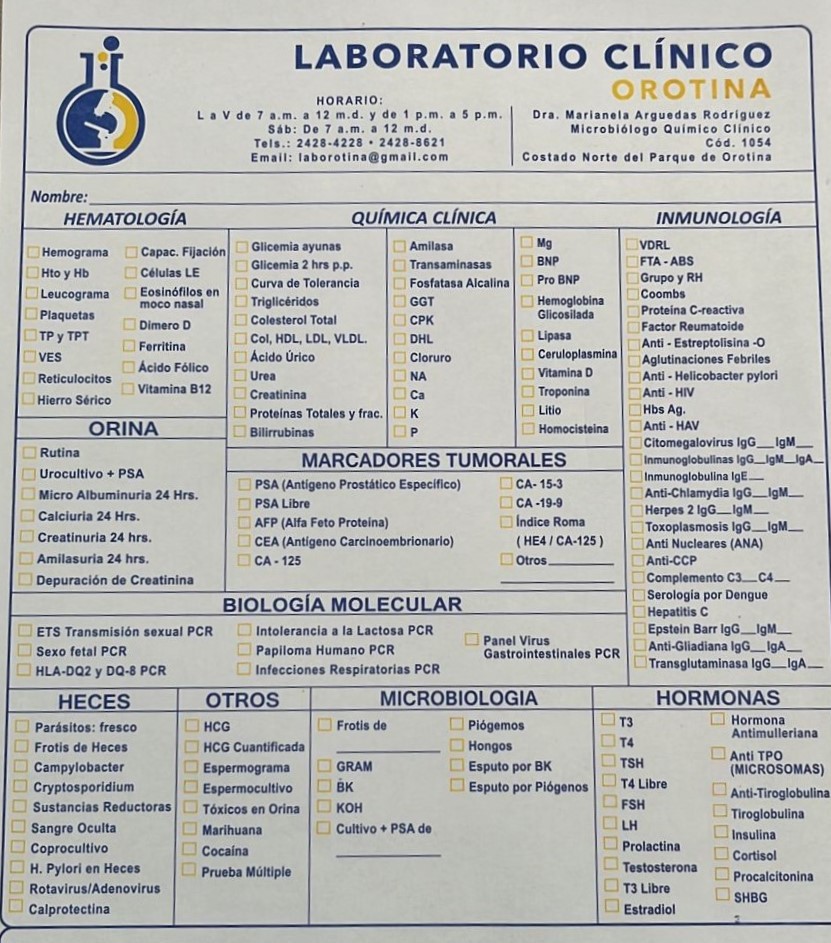 LABORATORIO CLÍNICO
OROTINA
HORARIO:
L a V de 7 a.m. a 12 m.d. y de 1 p.m. a 5 p.m.
Sáb: De 7 a.m. a 12 m.d.
Tels.: 2428-4228 • 2428-8621
Email: laborotina@gmail.com
Dra. Marianela Arguedas Rodríguez
Microbiólogo Químico Clínico
Cód. 1054
Costado Norte del Parque de Orotina
Nombre:
HEMATOLOGÍA
Hemograma
Hto y Hb
Leucograma
Plaquetas
TP y TPT
VES
Reticulocitos
Hierro Sérico
Capac. Fijación
Células LE
Eosinófilos en
moco nasal
Dimero D
Ferritina
Ácido Fólico
Vitamina B12
QUÍMICA CLÍNICA
Glicemia ayunas
Glicemia 2 hrs p.p.
Curva de Tolerancia
Triglicéridos
Colesterol Total
Col, HDL, LDL, VLDL.
Ácido Úrico
Urea
Creatinina
Proteínas Totales y frac.
Bilirrubinas
Amilasa
Transaminasas
Fosfatasa Alcalina
GGT
CPK
DHL
Cloruro
NA
Ca
K
P
Mg
BNP
Pro BNP
Hemoglobina
Glicosilada
Lipasa
Ceruloplasmina
Vitamina D
Troponina
Litio
Homocisteina
INMUNOLOGÍA
VDRL
FTA - ABS
Grupo y RH
Coombs
Proteína C-reactiva
Factor Reumatoide
Anti - Estreptolisina -O
Aglutinaciones Febriles
Anti - Helicobacter pylori
Anti - HIV
Hbs Ag.
Anti - HAV
Citomegalovirus IgG___IgM___
Inmunoglobulinas IgG__IgM__IgA__
Inmunoglobulina IgE___
Anti-Chlamydia IgG___IgM___
Herpes 2 IgG___IgM___
Toxoplasmosis IgG___IgM___
Anti Nucleares (ANA)
Anti-CCP
Complemento C3___C4___
Serología por Dengue
Hepatitis C
Epstein Barr IgG___IgM___
Anti-Gliadiana IgG___IgA___
Transglutaminasa IgG___IgA___
ORINA
Rutina
Urocultivo + PSA
Micro Albuminuria 24 Hrs.
Calciuria 24 Hrs.
Creatinuria 24 hrs.
Amilasuria 24 hrs.
Depuración de Creatinina
MARCADORES TUMORALES
PSA (Antígeno Prostático Específico)
PSA Libre
AFP (Alfa Feto Proteína)
CEA (Antígeno Carcinoembrionario)
CA - 125
CA- 15-3
CA -19-9
Índice Roma
( HE4 / CA-125 )
Otros
BIOLOGÍA MOLECULAR
ETS Transmisión sexual PCR
Sexo fetal PCR
HLA-DQ2 y DQ-8 PCR
Intolerancia a la Lactosa PCR
Papiloma Humano PCR
Infecciones Respiratorias PCR
Panel Virus
Gastrointestinales PCR
HECES
Parásitos: fresco
Frotis de Heces
Campylobacter
Cryptosporidium
Sustancias Reductoras
Sangre Oculta
Coprocultivo
H. Pylori en Heces
Rotavirus/Adenovirus
Calprotectina
OTROS
HCG
HCG Cuantificada
Espermograma
Espermocultivo
Tóxicos en Orina
Marihuana
Cocaína
Prueba Múltiple
MICROBIOLOGIA
Frotis de
GRAM
BK
KOH
Cultivo + PSA de
Piógemos
Hongos
Esputo por BK
Esputo por Piógenos
HORMONAS
T3
T4
TSH
T4 Libre
FSH
LH
Prolactina
Testosterona
T3 Libre
Estradiol
Hormona
Antimulleriana
Anti TPO
(MICROSOMAS)
Anti-Tiroglobulina
Tiroglobulina
Insulina
Cortisol
Procalcitonina
SHBG